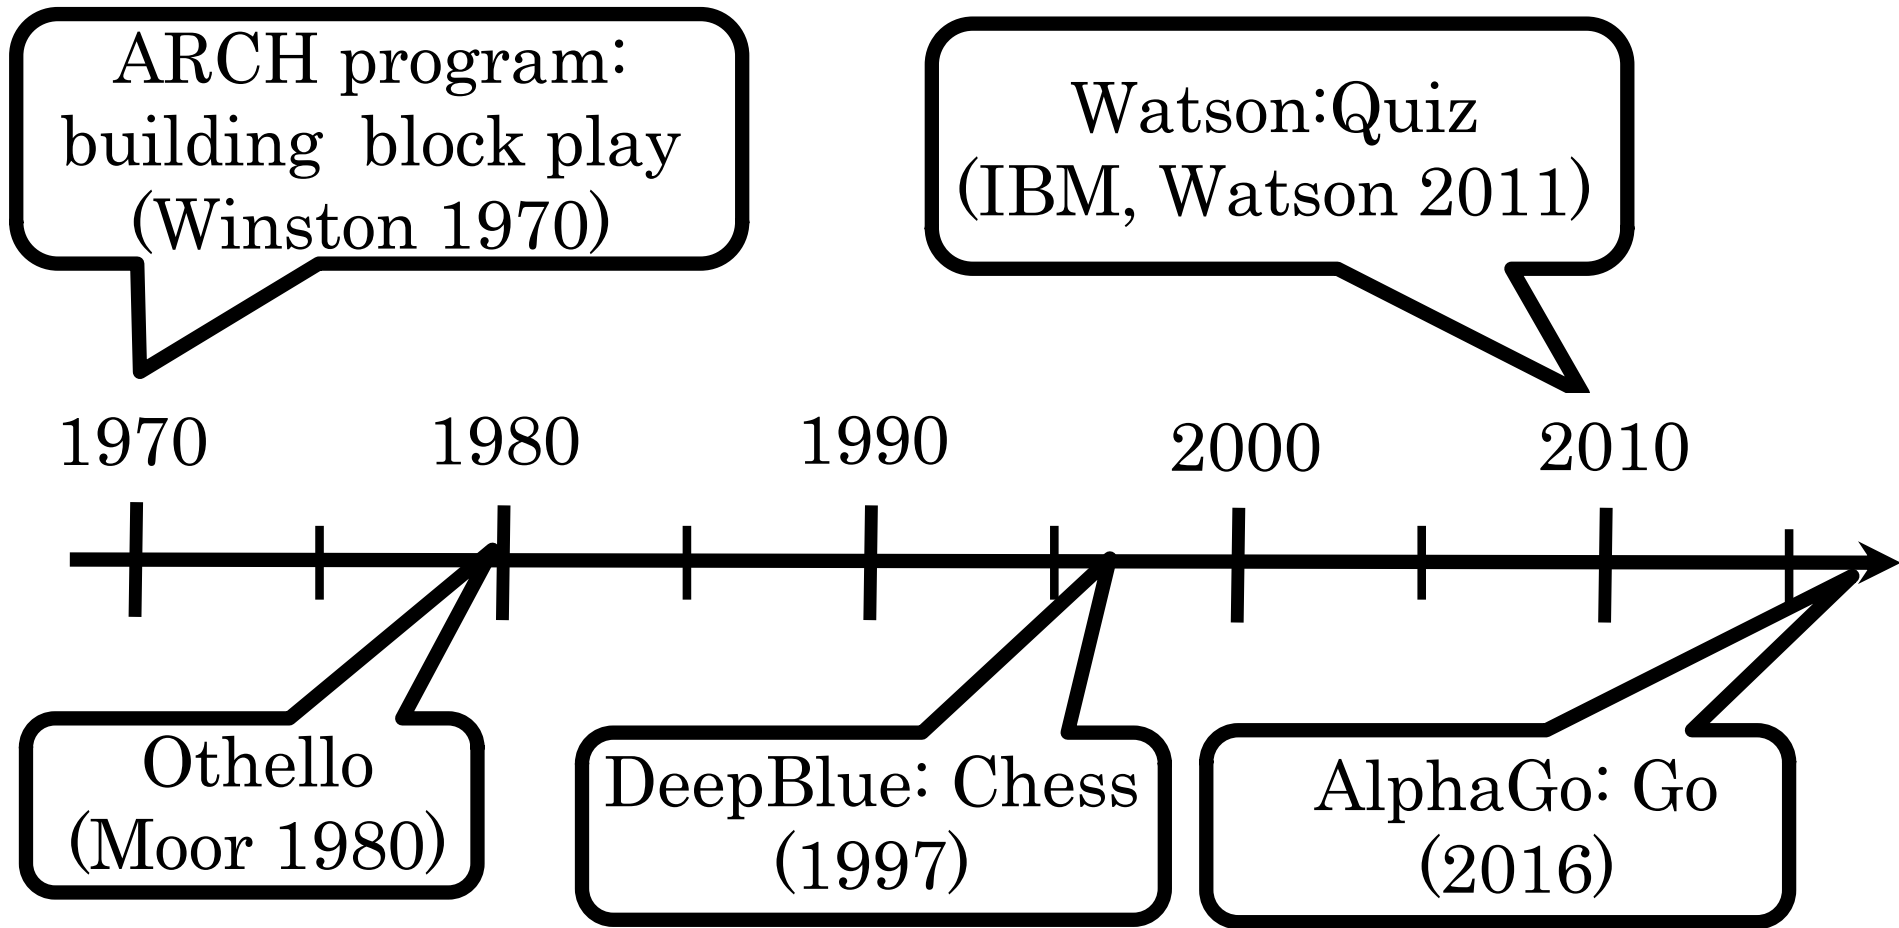 ARCH program:
building block play
(Winston 1970)
Watson:Quiz
(IBM, Watson 2011)
1970 1980 1990 2000 2010
Othello
(Moor 1980)
DeepBlue: Chess
(1997)
AlphaGo: Go
(2016)